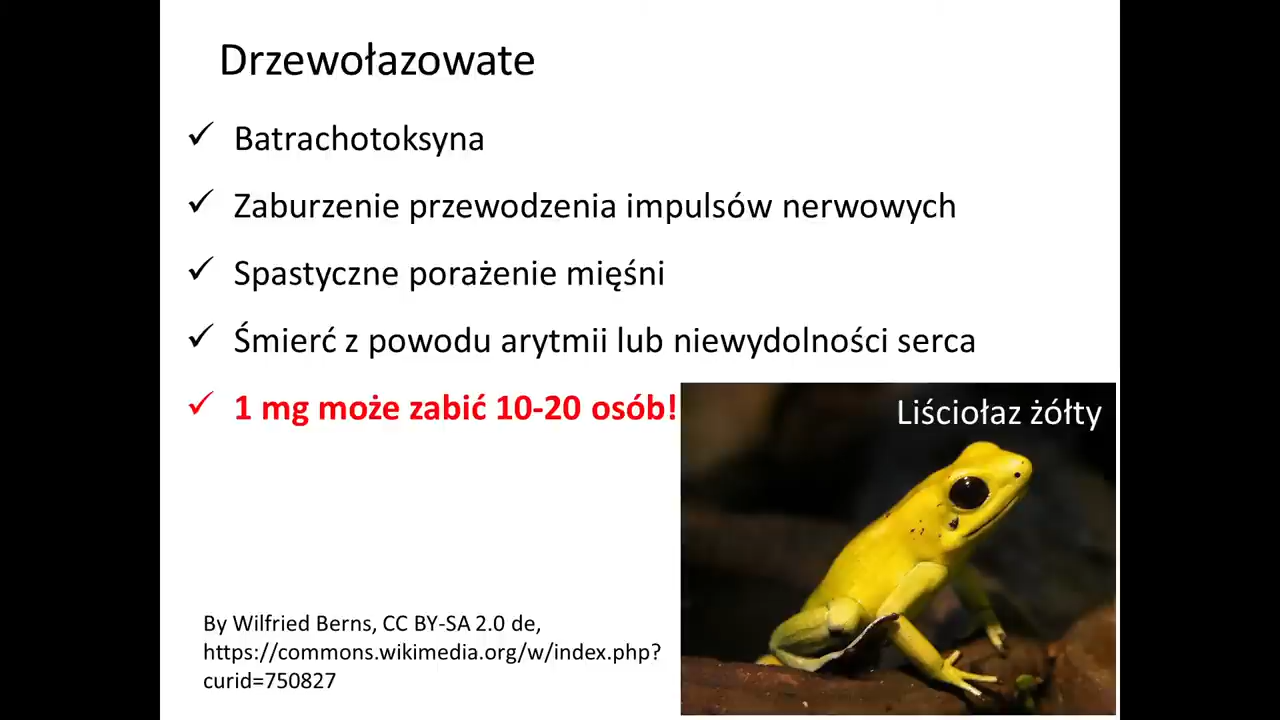 Drzewołazowate
✓ Batrachotoksyna
✓ Zaburzenie przewodzenia impulsów nerwowych
✓ Spastyczne porażenie mięśni
✓ Śmierć z powodu arytmii lub niewydolności serca
✓ 1 mg może zabić 10-20 osób!
Liściołaz żółty
By Wilfried Berns, CC BY-SA 2.0 de,
https://commons.wikimedia.org/w/index.php?
curid=750827